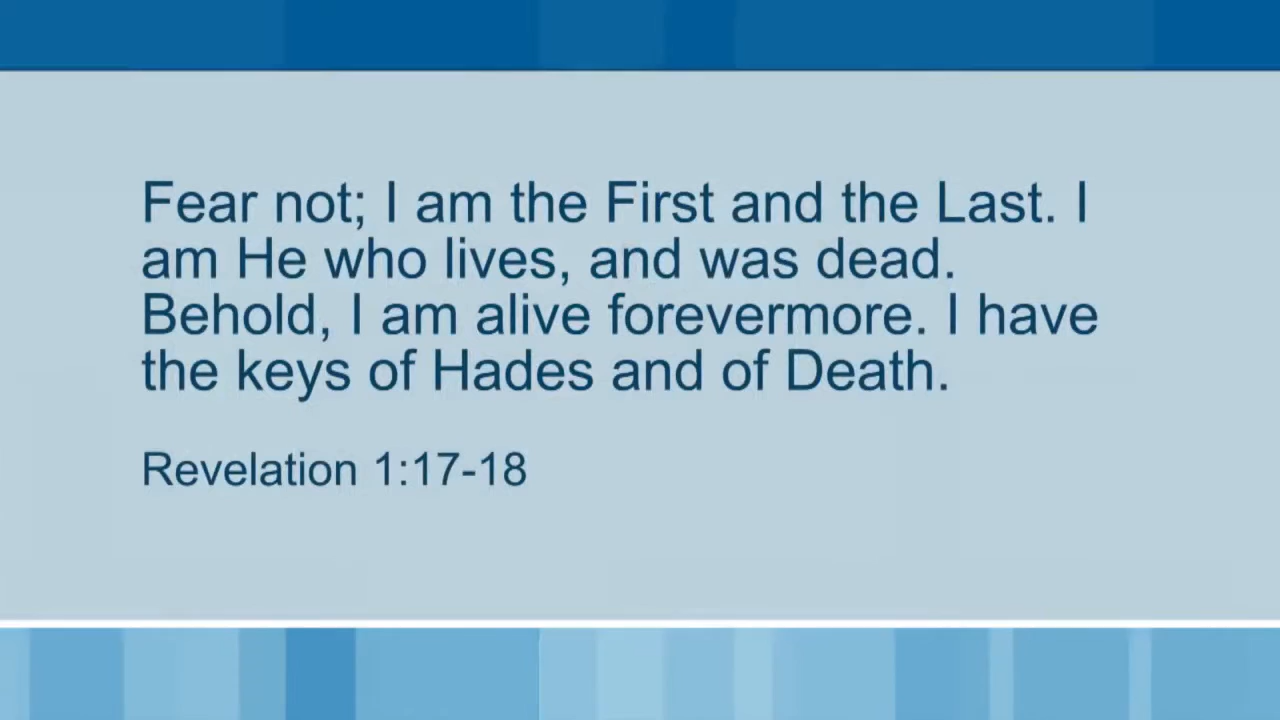 Fear not; I am the First and the Last. I
am He who lives, and was dead.
Behold, I am alive forevermore. I have
the keys of Hades and of Death.
Revelation 1:17-18